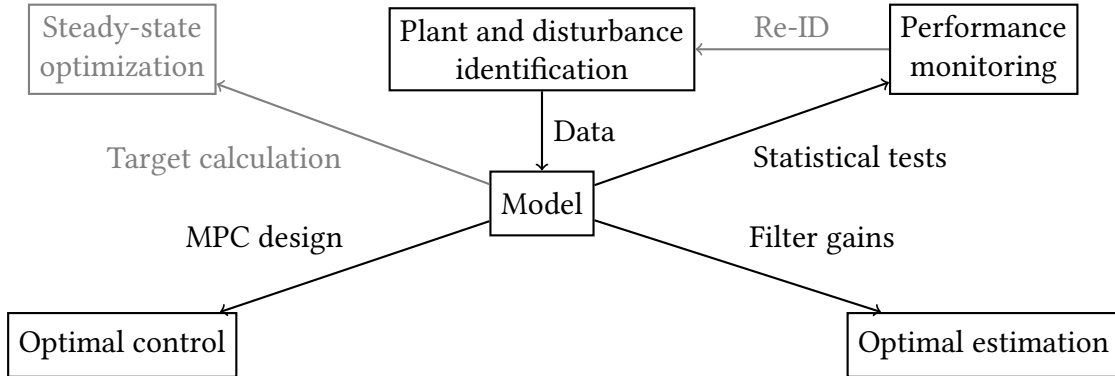 Steady-state
optimization
Plant and disturbance
identification
Re-ID
Performance
monitoring
Data
Target calculation
Statistical tests
Model
MPC design
Filter gains
Optimal control
Optimal estimation